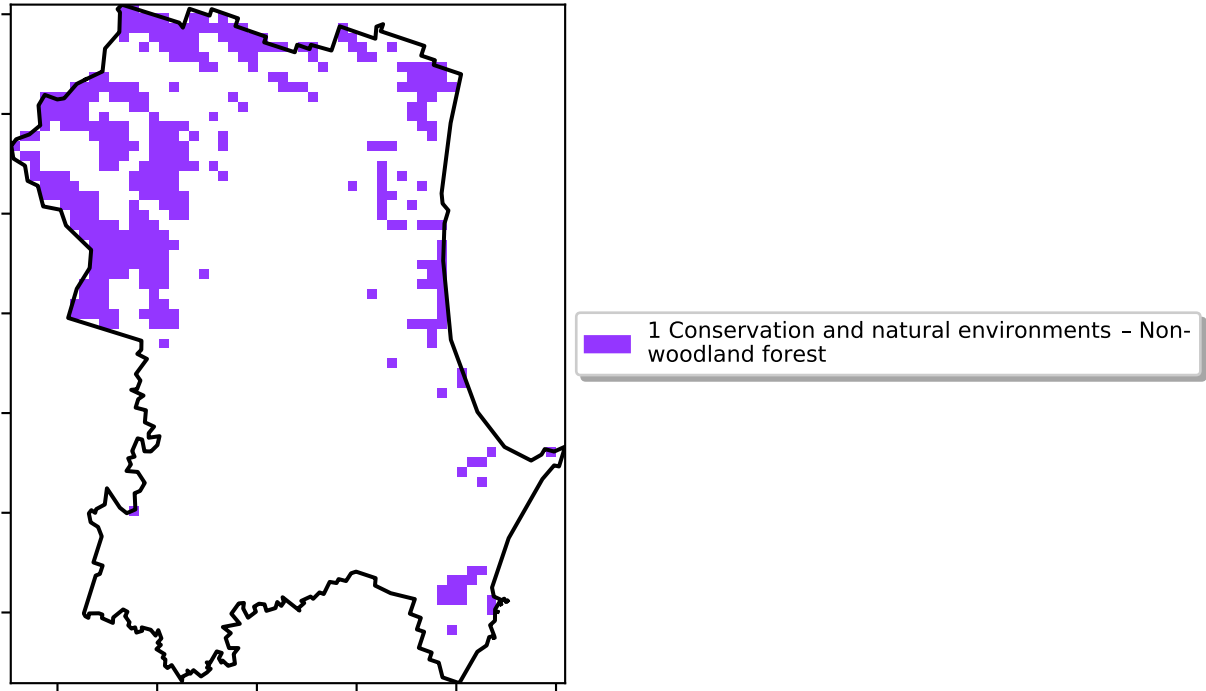 1 Conservation and natural environments – Non-
woodland forest